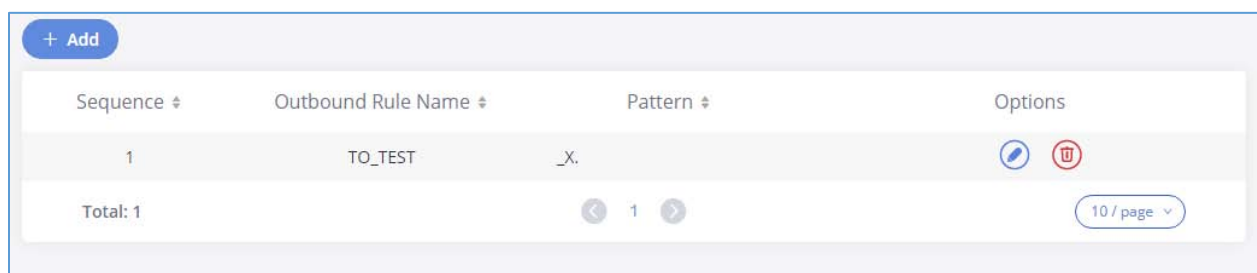 + Add
Sequence Outbound Rule Name Pattern Options
1 TO_TEST _X.
Total: 1 1 10 / page